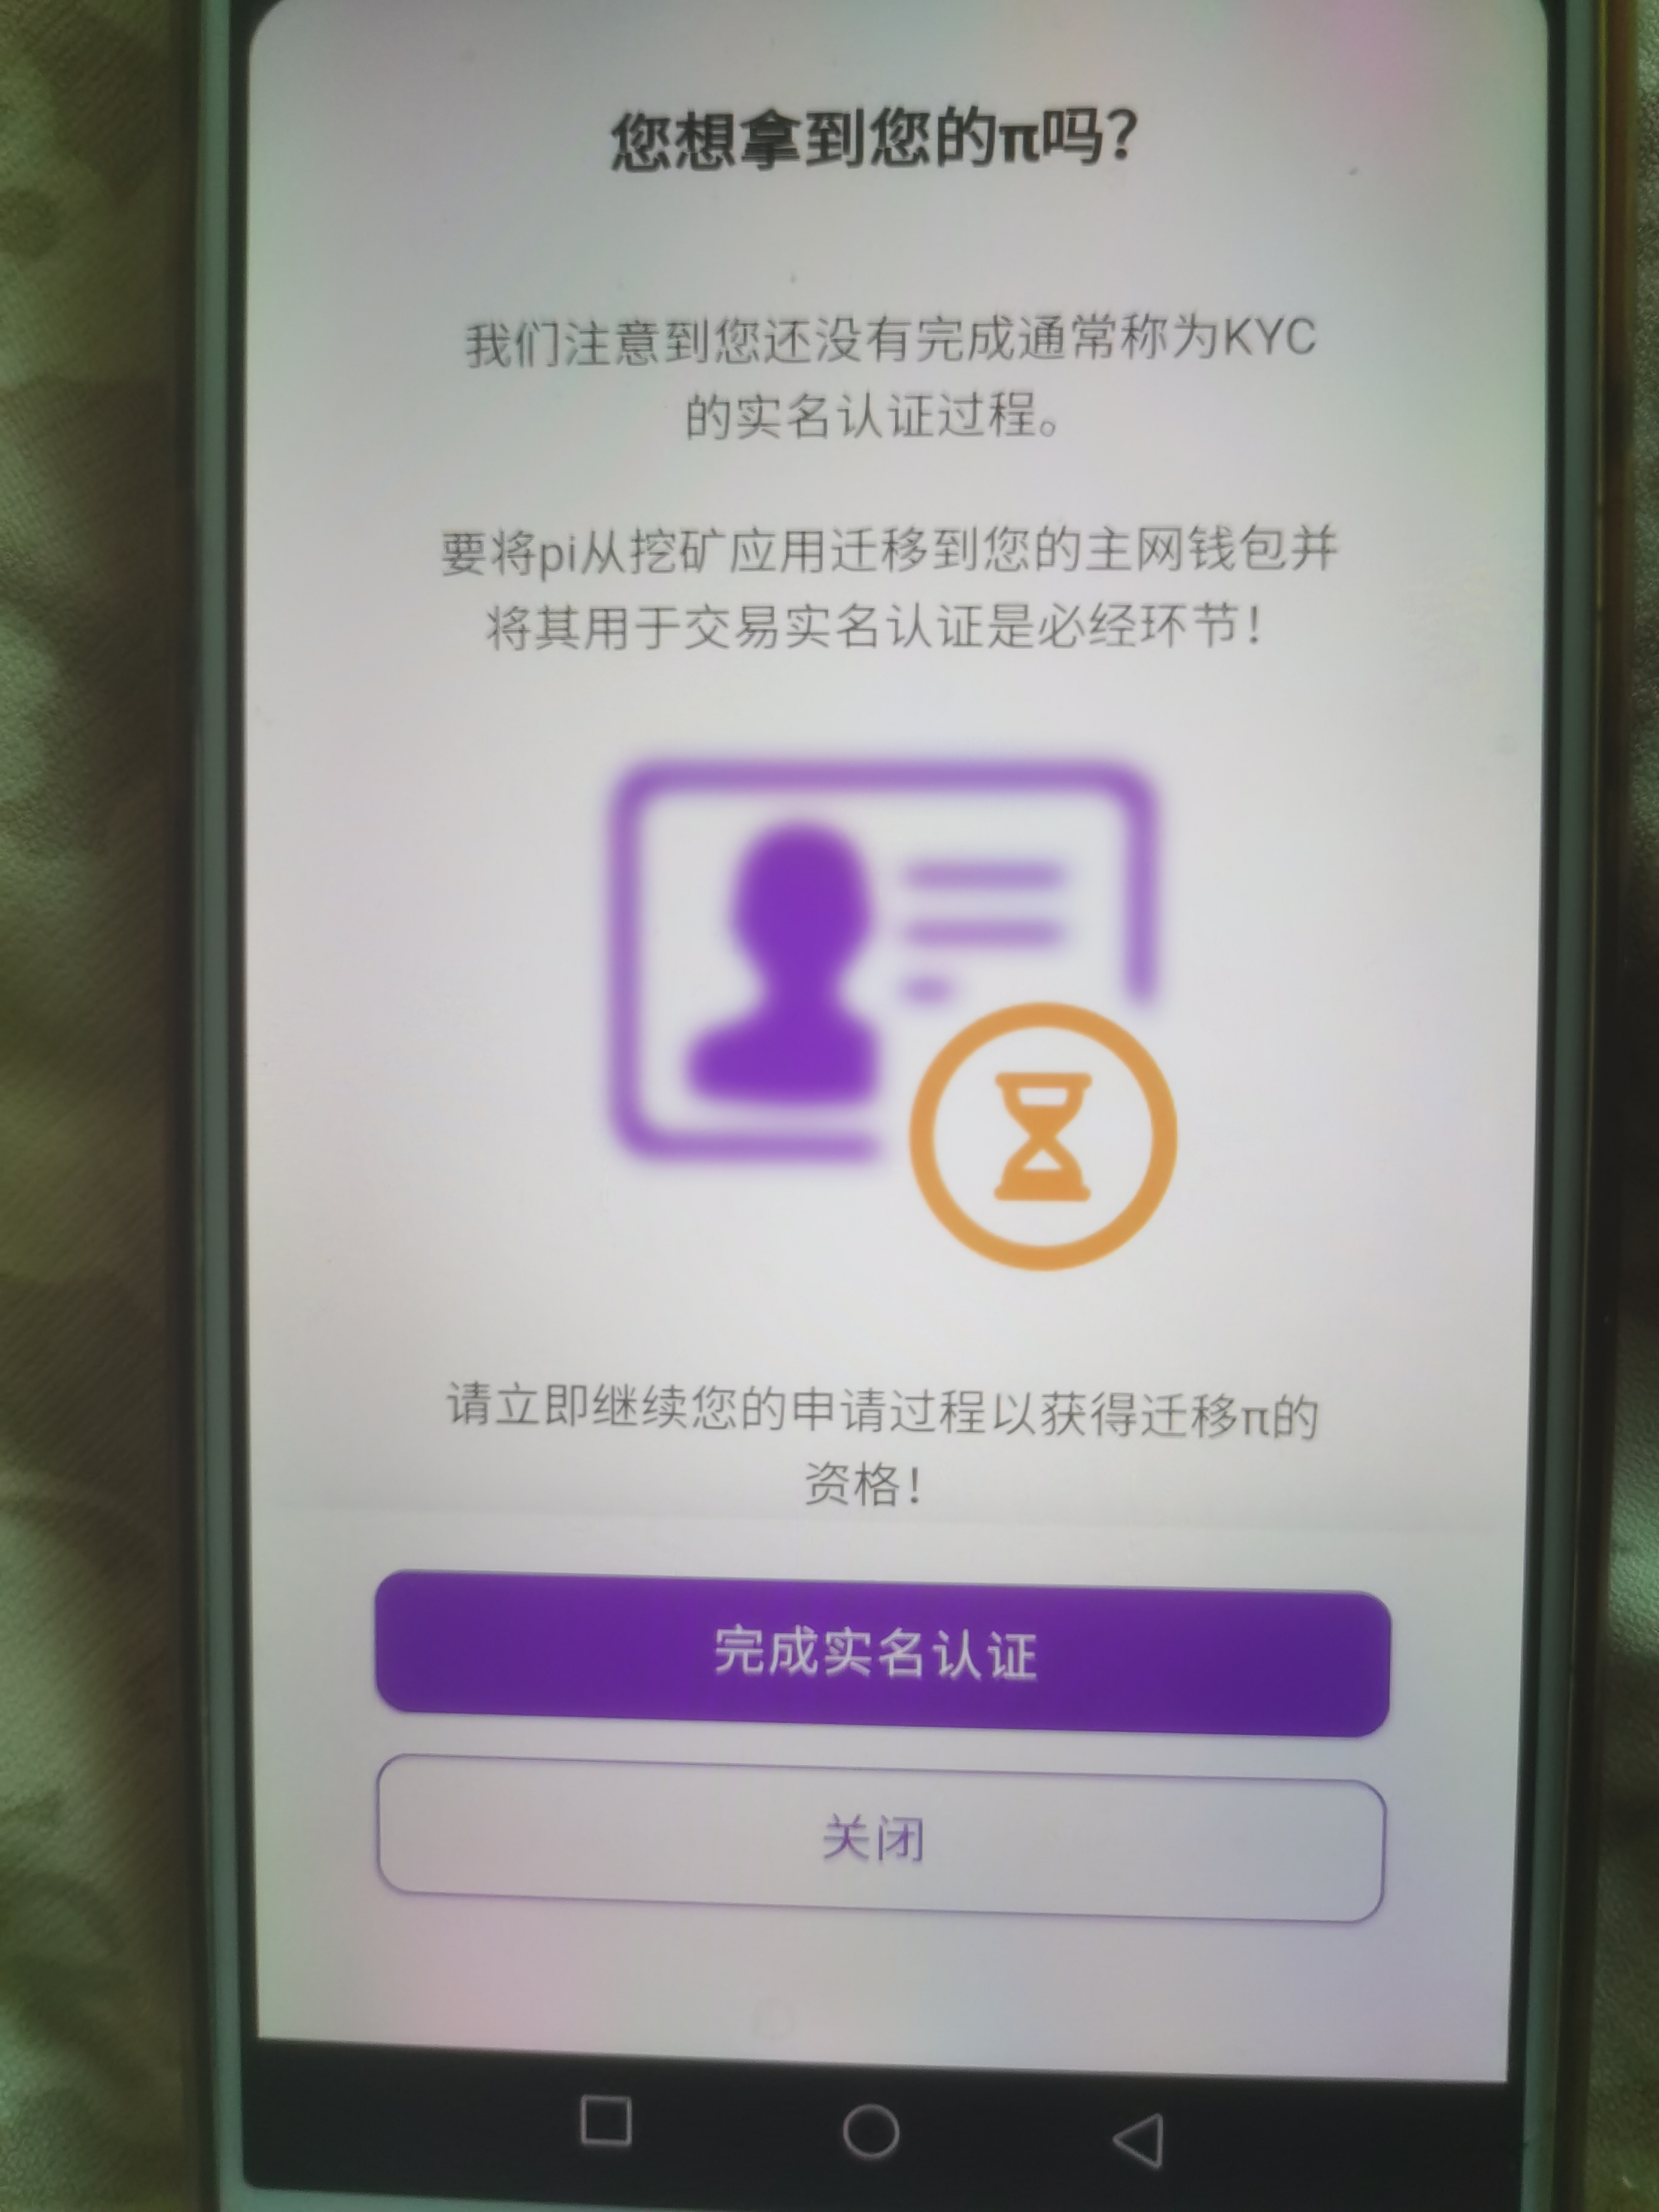 您想拿到您的π吗？
我们注意到您还没有完成通常称为KYC
的实名认证过程。
要将pi从挖矿应用迁移到您的主网钱包并
将其用于交易实名认证是必经环节！
请立即继续您的申请过程以获得迁移π的
资格！
完成实名认证
关闭